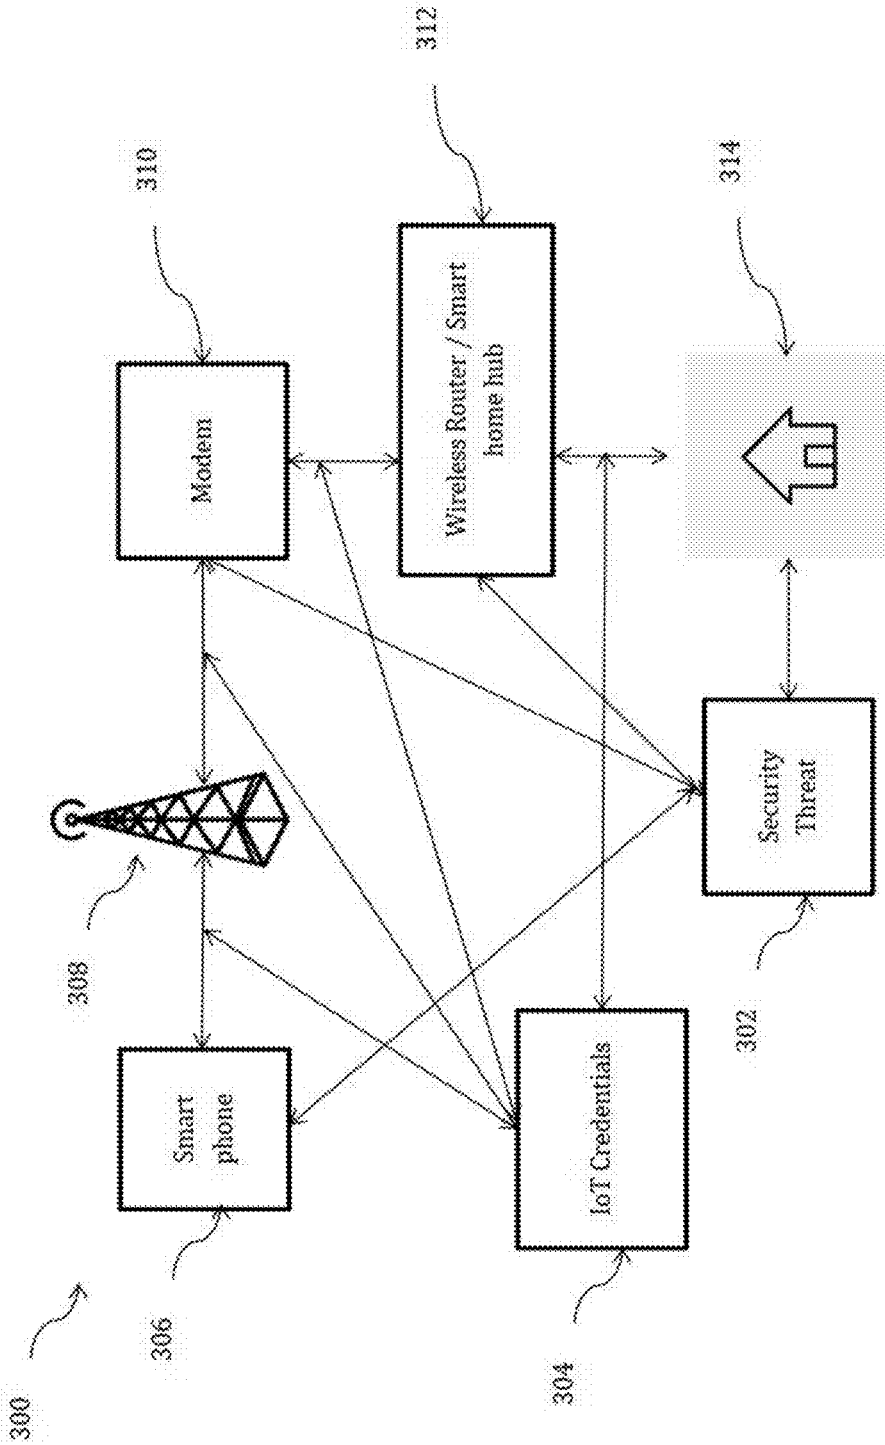 300
306
Smart
phone
308
310
Modem
312
Wireless Router / Smart
home hub
304
IoT Credentials
302
Security
Threat
314